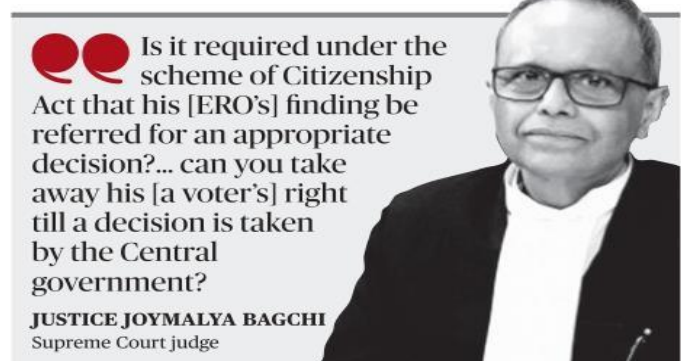 Is it required under the
scheme of Citizenship
Act that his [ERO's] finding be
referred for an appropriate
decision?... can you take
away his [a voter's] right
till a decision is taken
by the Central
government?
JUSTICE JOYMALYA BAGCHI
Supreme Court judge